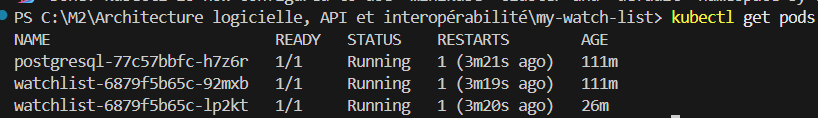 PS C:\M2\Architecture logicielle, API et interopérabilité\my-watch-list> kubectl get pods
NAME READY STATUS RESTARTS AGE
postgresql-77c57bbfc-h7z6r 1/1 Running 1 (3m21s ago) 111m
watchlist-6879f5b65c-92mxb 1/1 Running 1 (3m19s ago) 111m
watchlist-6879f5b65c-lp2kt 1/1 Running 1 (3m20s ago) 26m